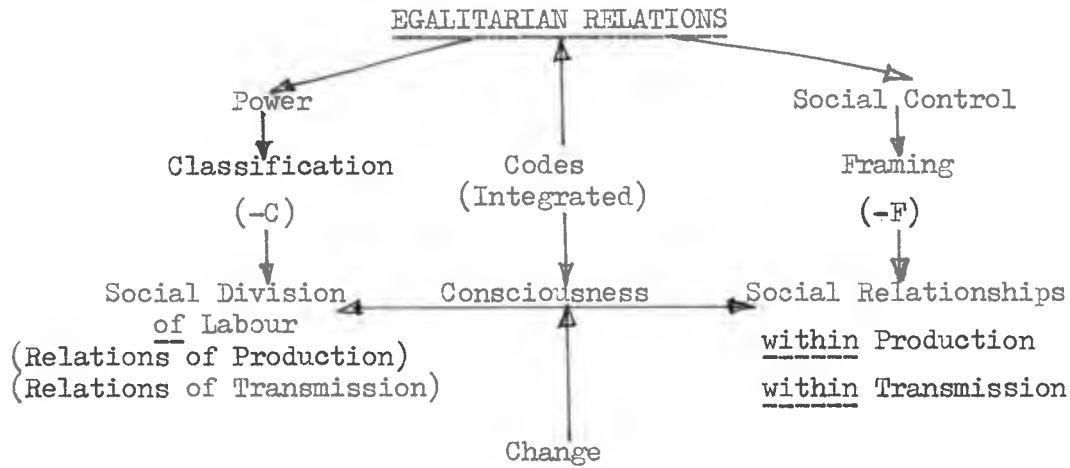 EGALITARIAN RELATIONS
Power
Social Control
Classification
Codes
(Integrated)
Framing
(-C)
(-F)
Social Division
of Labour
(Relations of Production)
(Relations of Transmission)
Consciousness
Social Relationships
within Production
within Transmission
Change